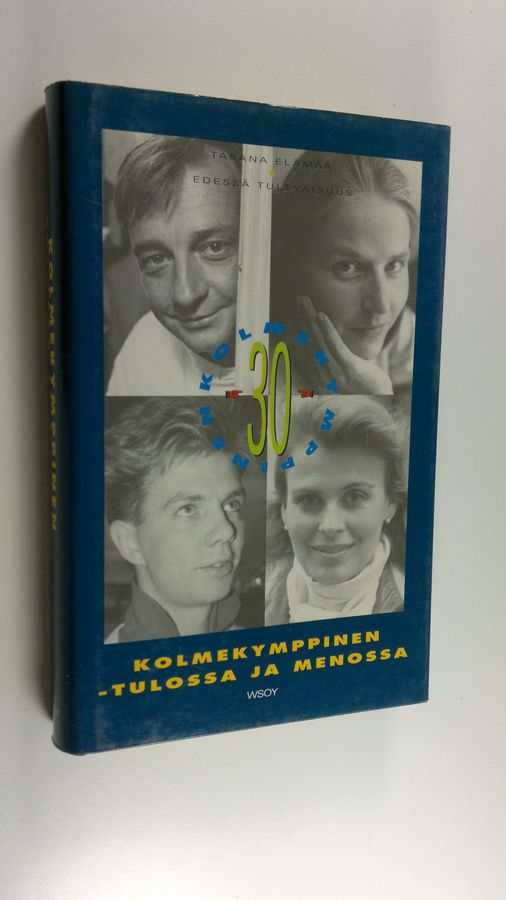 TAKANA ELÄMÄÄ,
EDESSÄ TULEVAISUUS
KOLMEKYMPPINEN
30
KOLMEKYMPPINEN
-TULOSSA JA MENOSSA
WSOY
-KOLMEKYMPPINEN